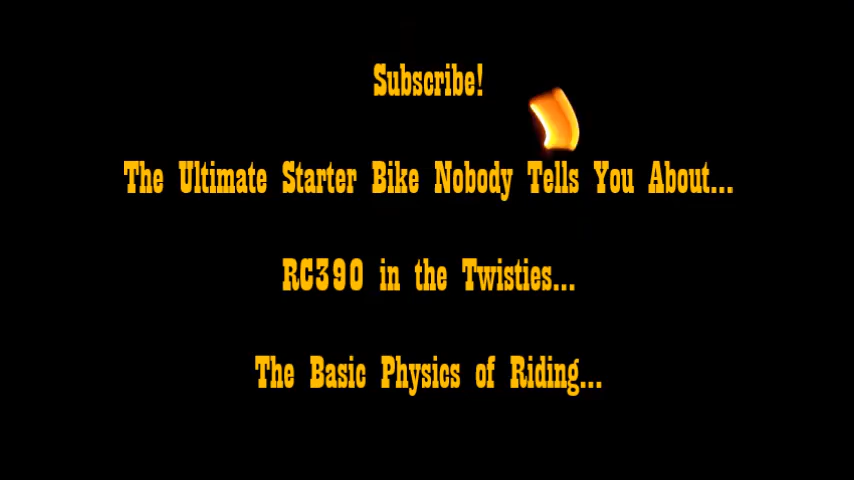 Subscribe!
The Ultimate Starter Bike Nobody Tells You About...
RC390 in the Twisties...
The Basic Physics of Riding...